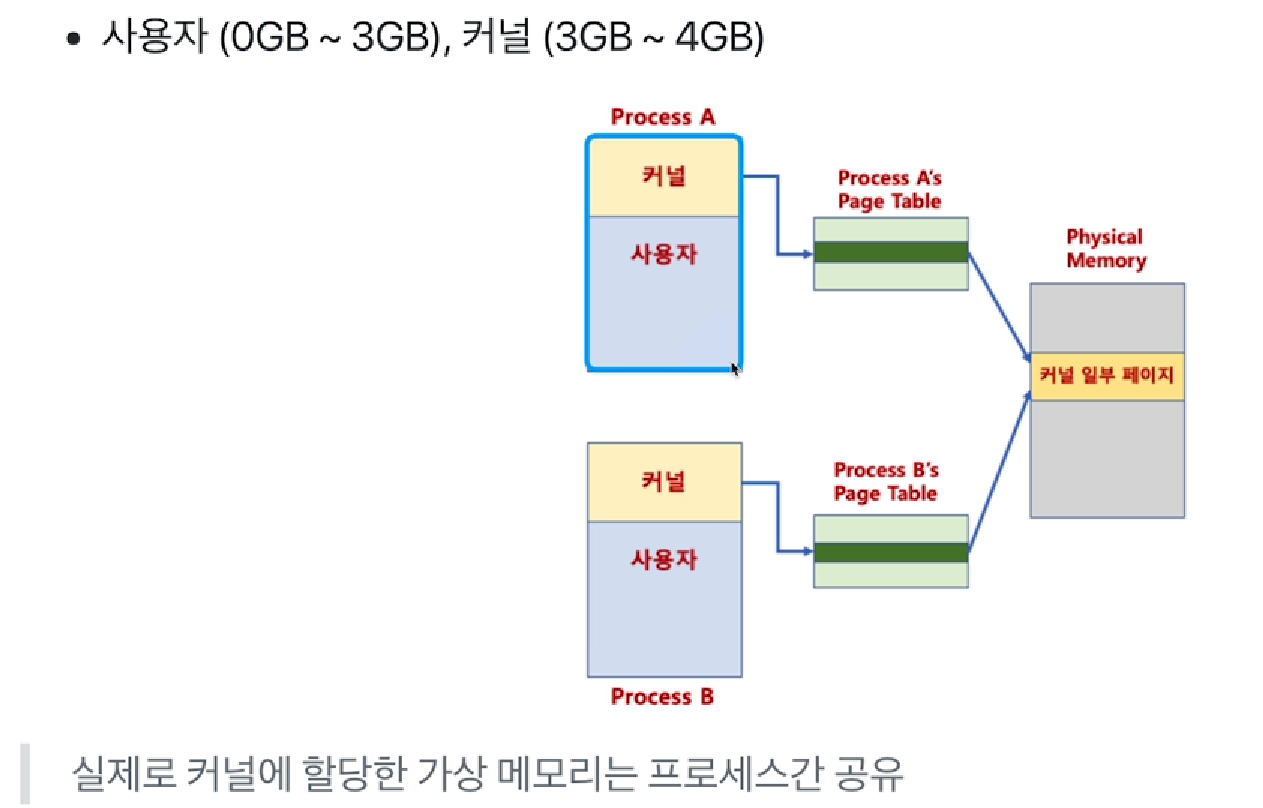 사용자 (0GB ~ 3GB), 커널 (3GB ~ 4GB)
Process A
커널
사용자
Process A's
Page Table
Physical
Memory
커널 일부 페이지
커널
사용자
Process B's
Page Table
Process B
실제로 커널에 할당한 가상 메모리는 프로세스간 공유